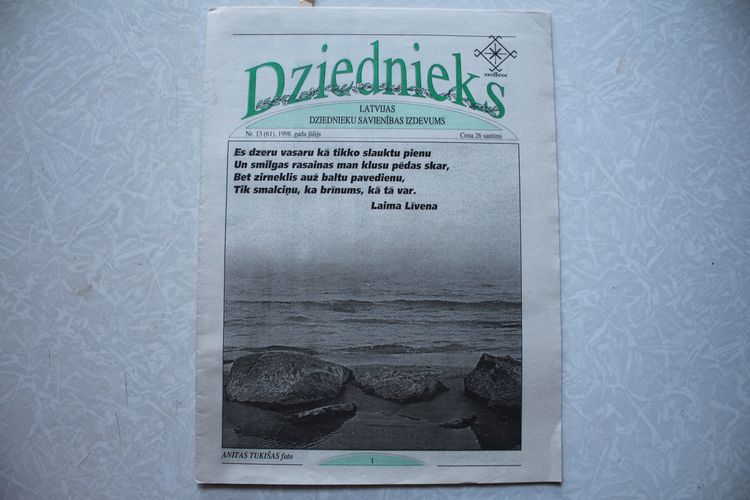 Dziednieks
LATVIJAS
DZIEDNIEKU SAVIENĪBAS IZDEVUMS
Nr. 13 (61), 1998. gada jūlijs
Cena 26 santīmi
Es dzeru vasaru kā tikko slauktu pienu
Un smilgas rasainas man klusu pēdas skar,
Bet zirneklis auž baltu pavedienu,
Tik smalciņu, ka brīnums, kā tā var.
Laima Līvena
ANITAS TUKIŠAS foto
1